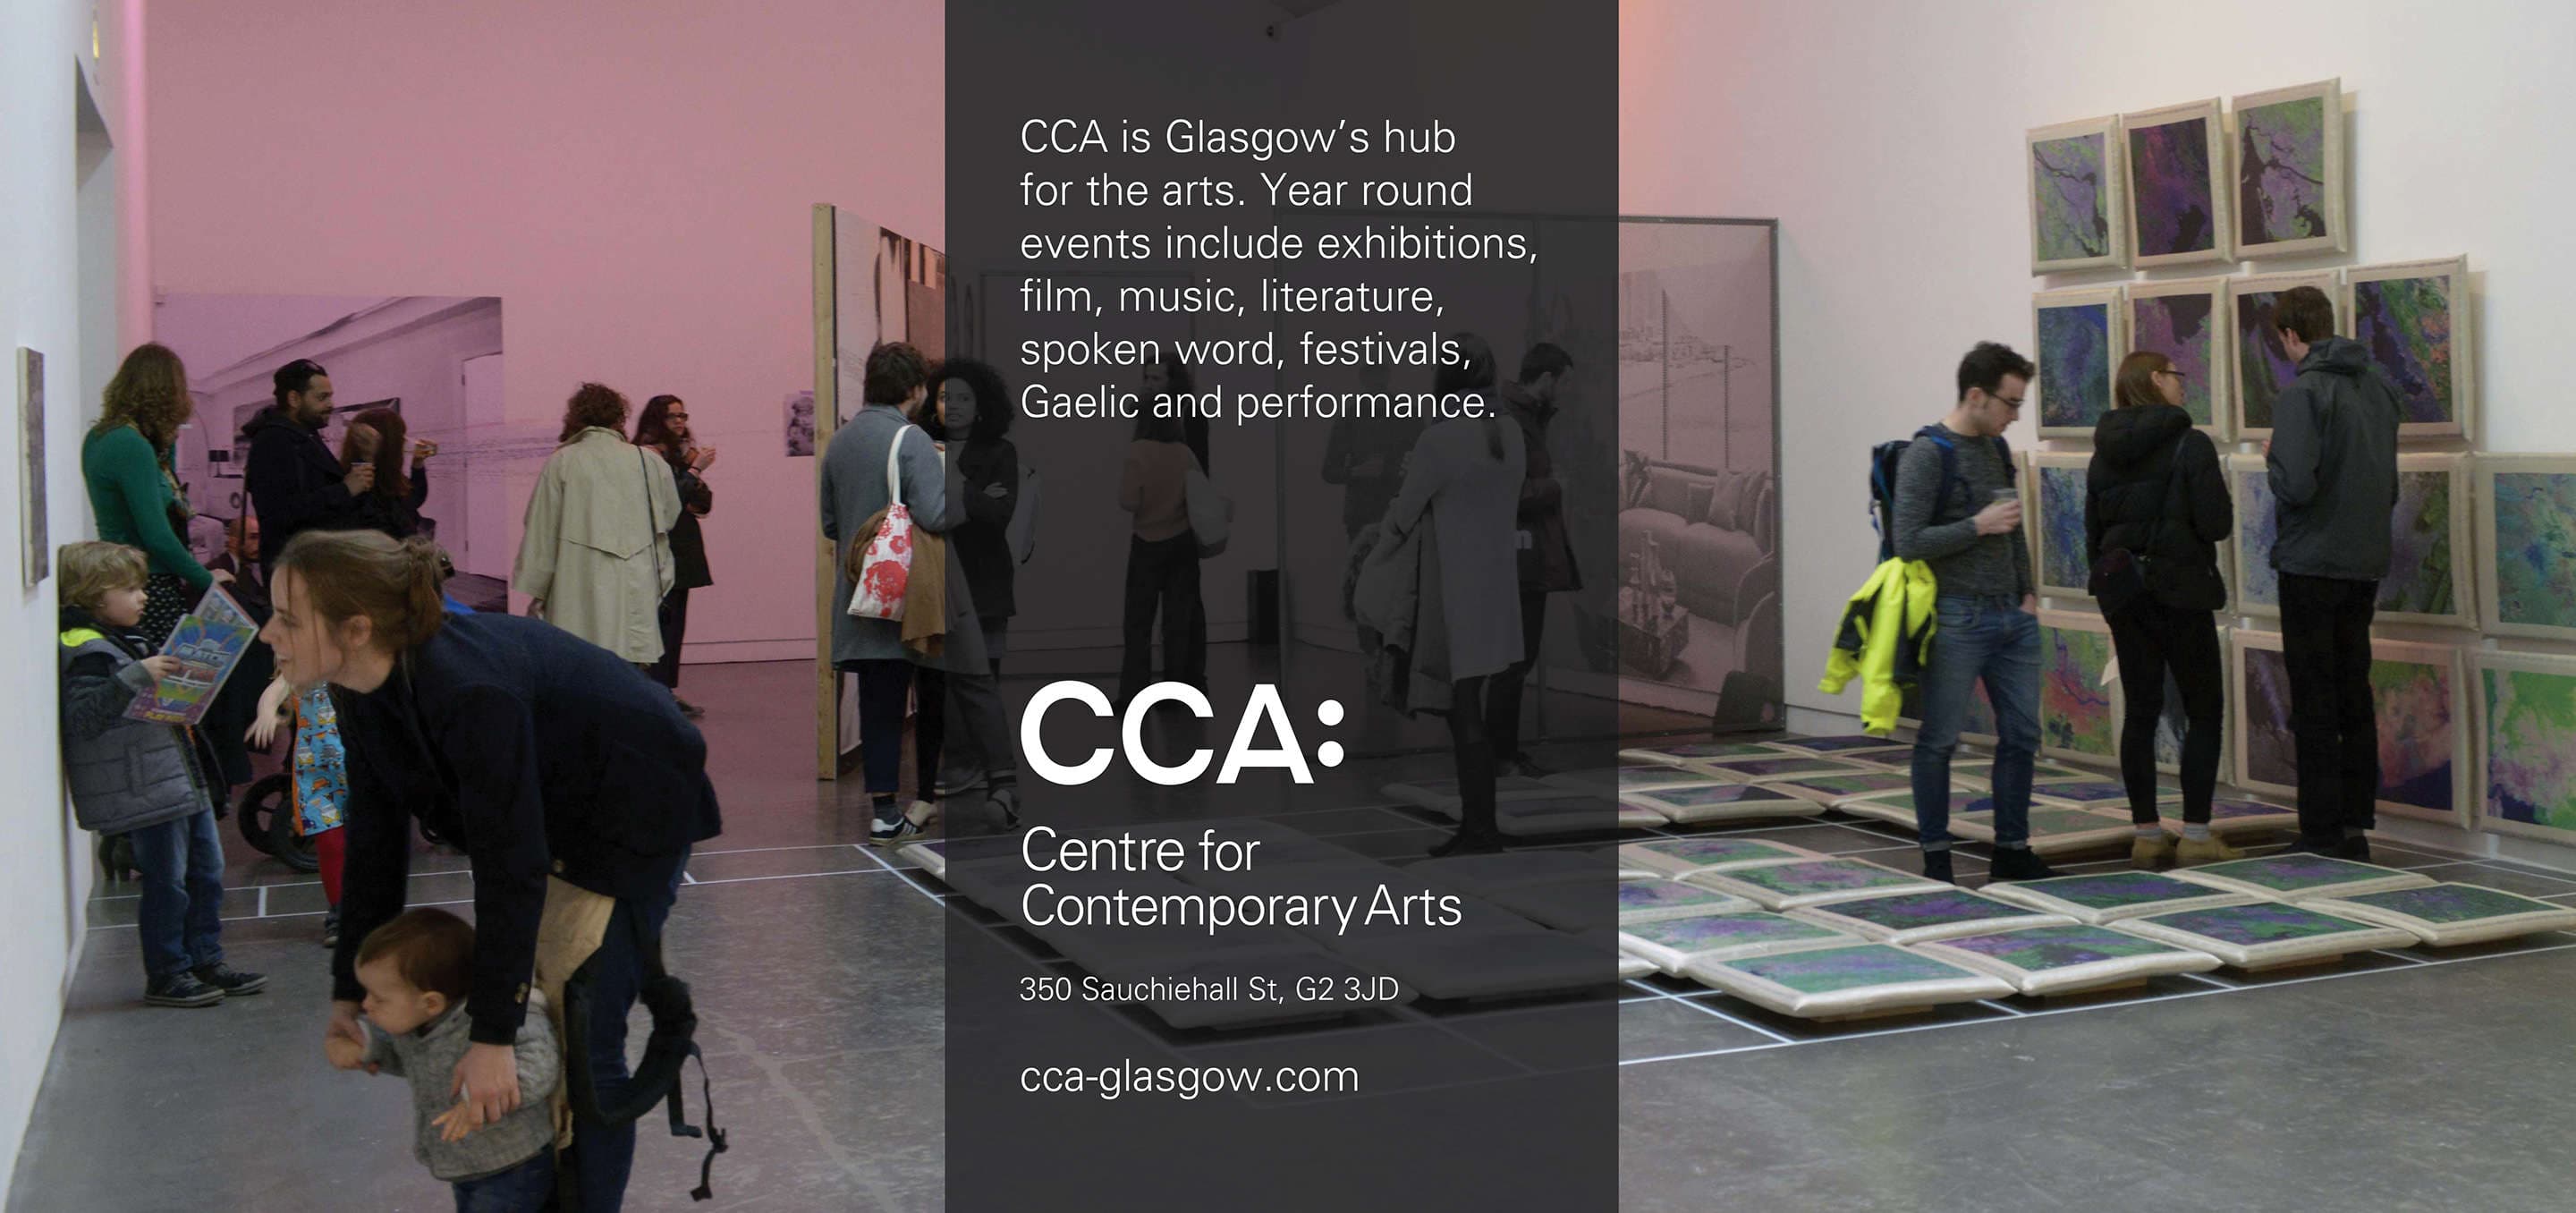 CCA is Glasgow’s hub
for the arts. Year round
events include exhibitions,
film, music, literature,
spoken word, festivals,
Gaelic and performance.
CCA:
Centre for
Contemporary Arts
350 Sauchiehall St, G2 3JD
cca-glasgow.com